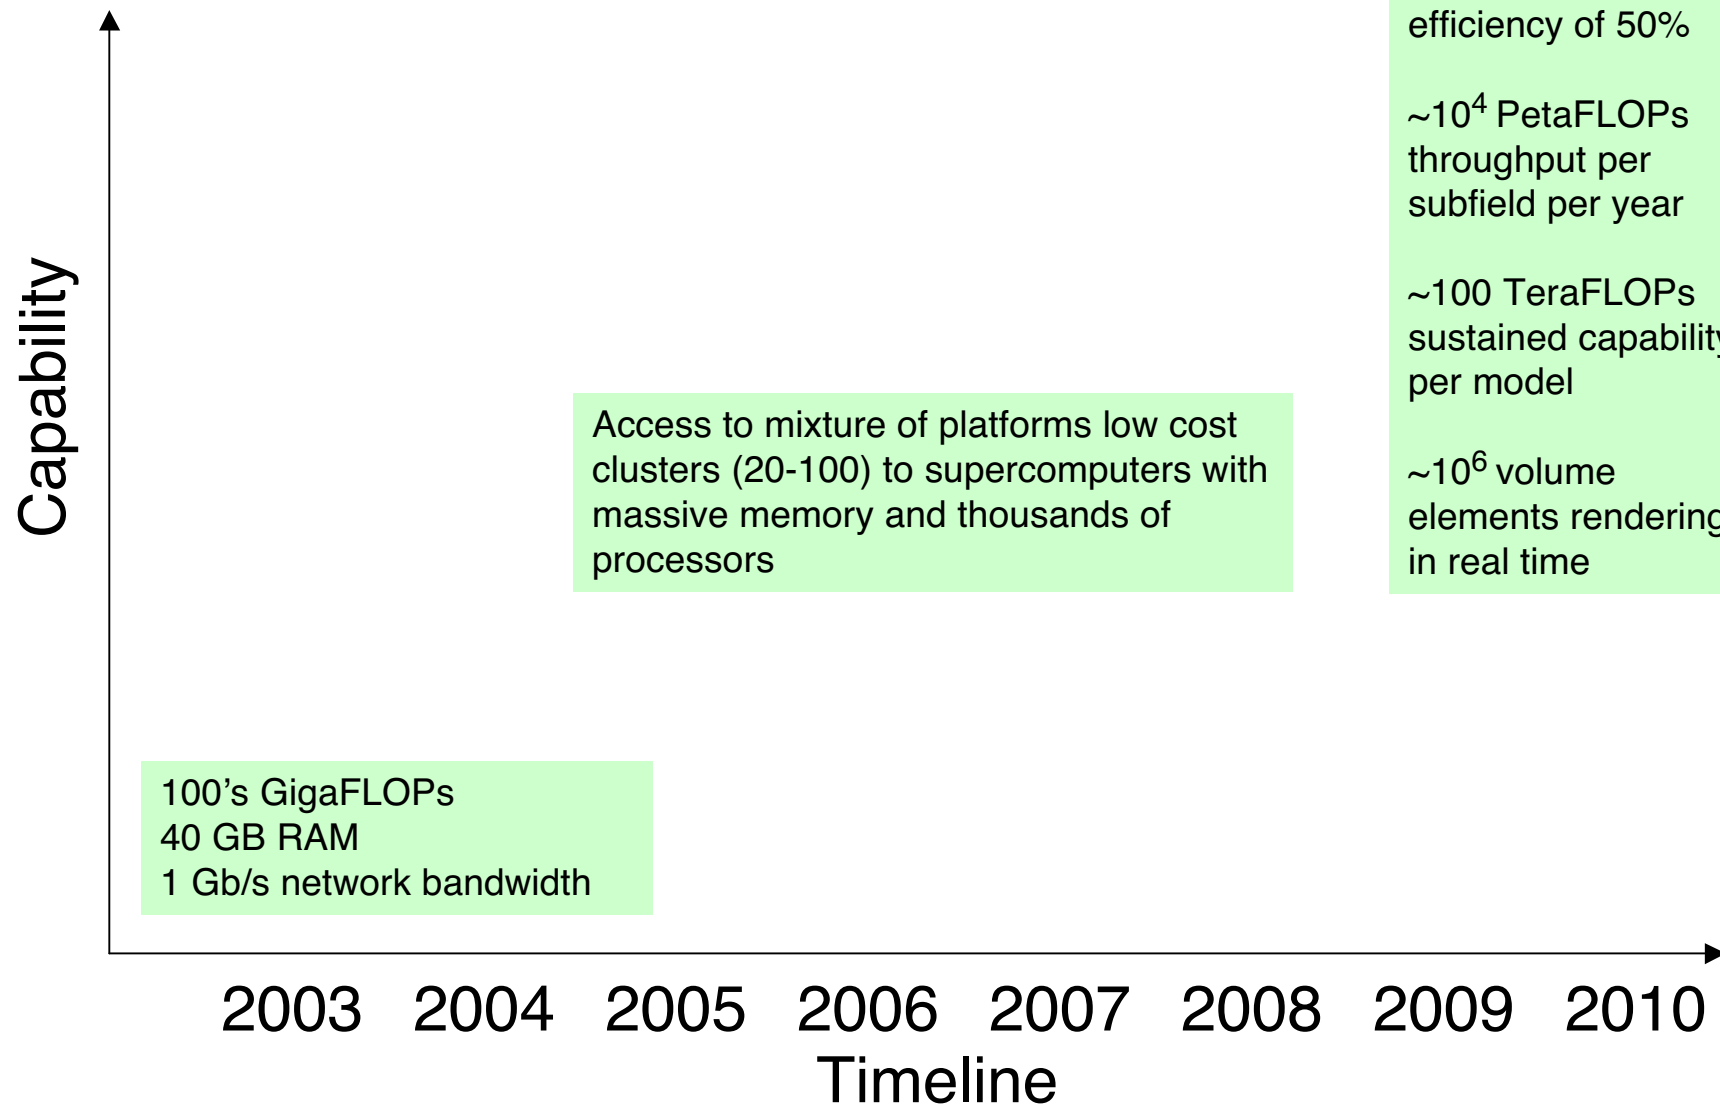 efficiency of 50%
~10⁴ PetaFLOPs
throughput per
subfield per year
~100 TeraFLOPs
sustained capability
per model
~10⁶ volume
elements rendering
in real time
Capability
Access to mixture of platforms low cost
clusters (20-100) to supercomputers with
massive memory and thousands of
processors
100’s GigaFLOPs
40 GB RAM
1 Gb/s network bandwidth
2003 2004 2005 2006 2007 2008 2009 2010
Timeline